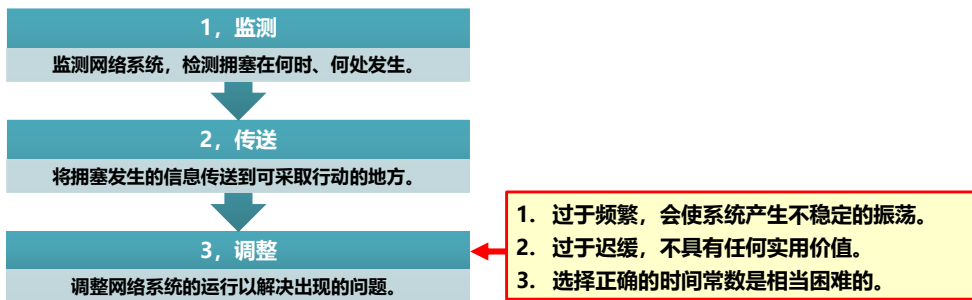 1，监测
监测网络系统，检测拥塞在何时、何处发生。
2，传送
将拥塞发生的信息传送到可采取行动的地方。
3，调整
调整网络系统的运行以解决出现的问题。
1. 过于频繁，会使系统产生不稳定的振荡。
2. 过于迟缓，不具有任何实用价值。
3. 选择正确的时间常数是相当困难的。